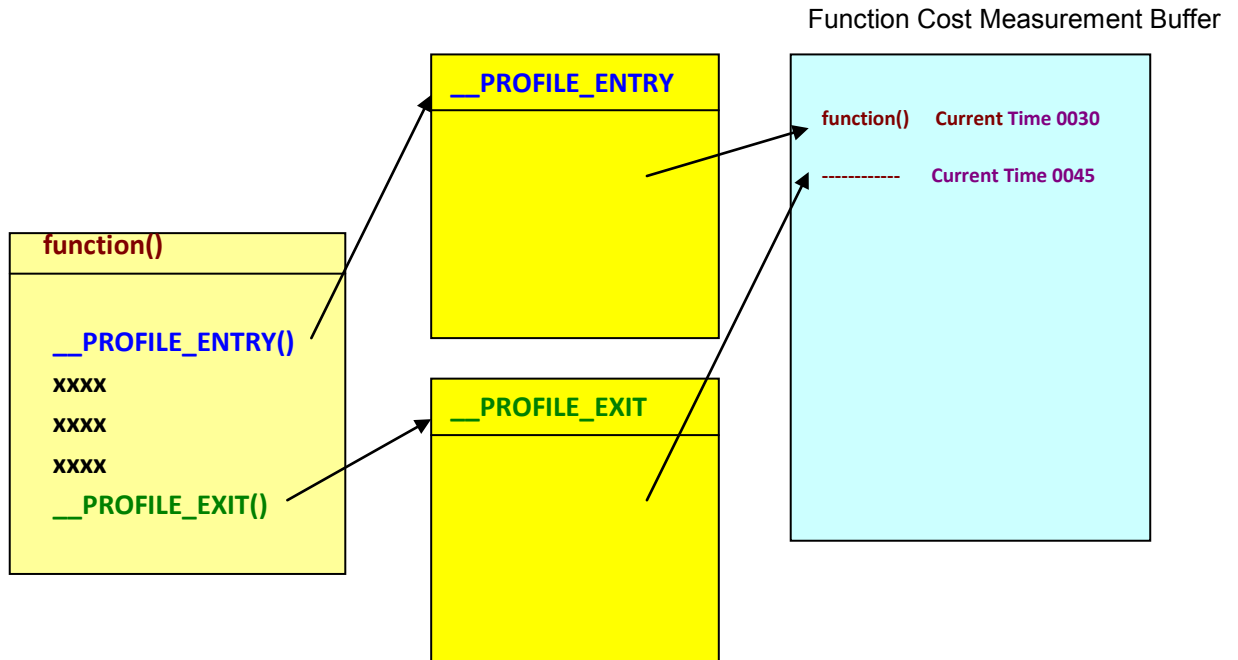 Function Cost Measurement Buffer
__PROFILE_ENTRY
function() Current Time 0030
------------ Current Time 0045
function()
__PROFILE_ENTRY()
xxxx
xxxx
xxxx
__PROFILE_EXIT()
__PROFILE_EXIT